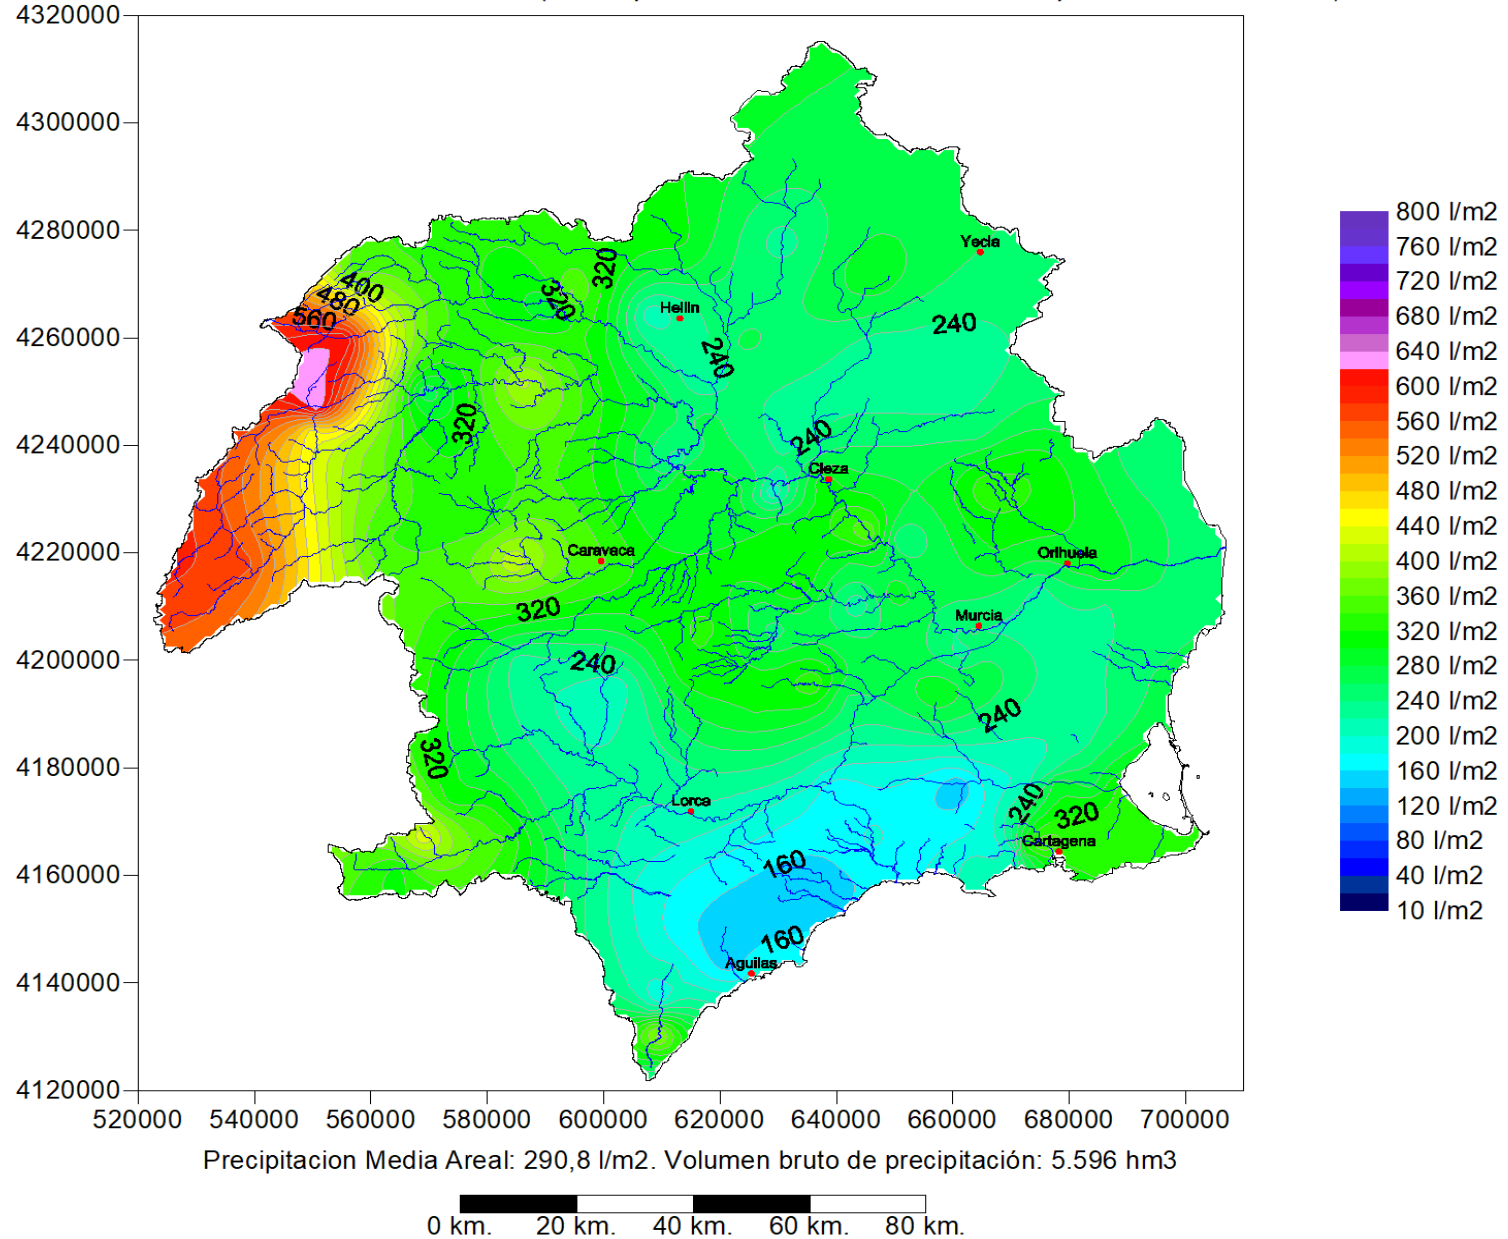 4320000
4300000
4280000
4260000
4240000
4220000
4200000
4180000
4160000
4140000
4120000
520000 540000 560000 580000 600000 620000 640000 660000 680000 700000
Yecla
400
480
560
320
320
Hellin
240
240
320
240
Cieza
Caravaca
Orihuela
320
Murcia
240
240
320
Lorca
240
320
Cartagena
160
160
Aguilas
800 l/m2
760 l/m2
720 l/m2
680 l/m2
640 l/m2
600 l/m2
560 l/m2
520 l/m2
480 l/m2
440 l/m2
400 l/m2
360 l/m2
320 l/m2
280 l/m2
240 l/m2
200 l/m2
160 l/m2
120 l/m2
80 l/m2
40 l/m2
10 l/m2
Precipitacion Media Areal: 290,8 l/m2. Volumen bruto de precipitación: 5.596 hm3
0 km. 20 km. 40 km. 60 km. 80 km.